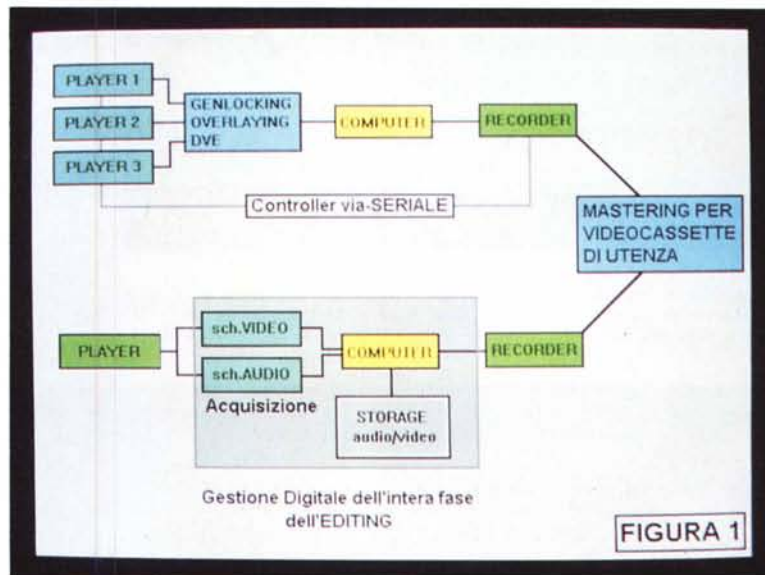 PLAYER 1
PLAYER 2
PLAYER 3
GENLOCKING
OVERLAYING
DVE
COMPUTER
RECORDER
Controller via-SERIALE
MASTERING PER
VIDEOCASSETTE
DI UTENZA
PLAYER
sch.VIDEO
sch.AUDIO
Acquisizione
COMPUTER
STORAGE
audio/video
RECORDER
Gestione Digitale dell'intera fase
dell'EDITING
FIGURA 1